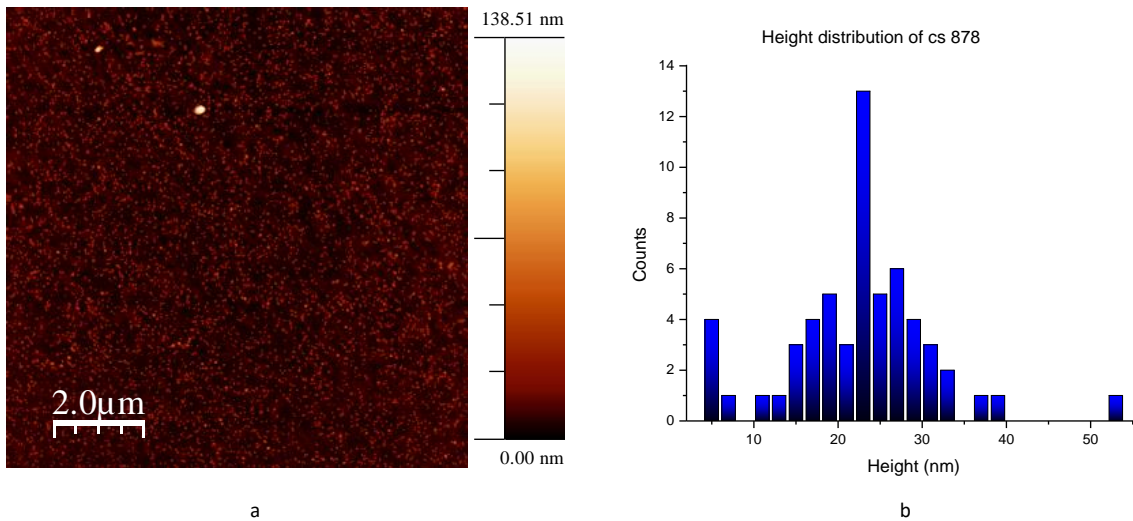 138.51 nm
2.0µm
0.00 nm
a
Height distribution of cs 878
14
12
10
8
6
4
2
0
Counts
10 20 30 40 50
Height (nm)
b